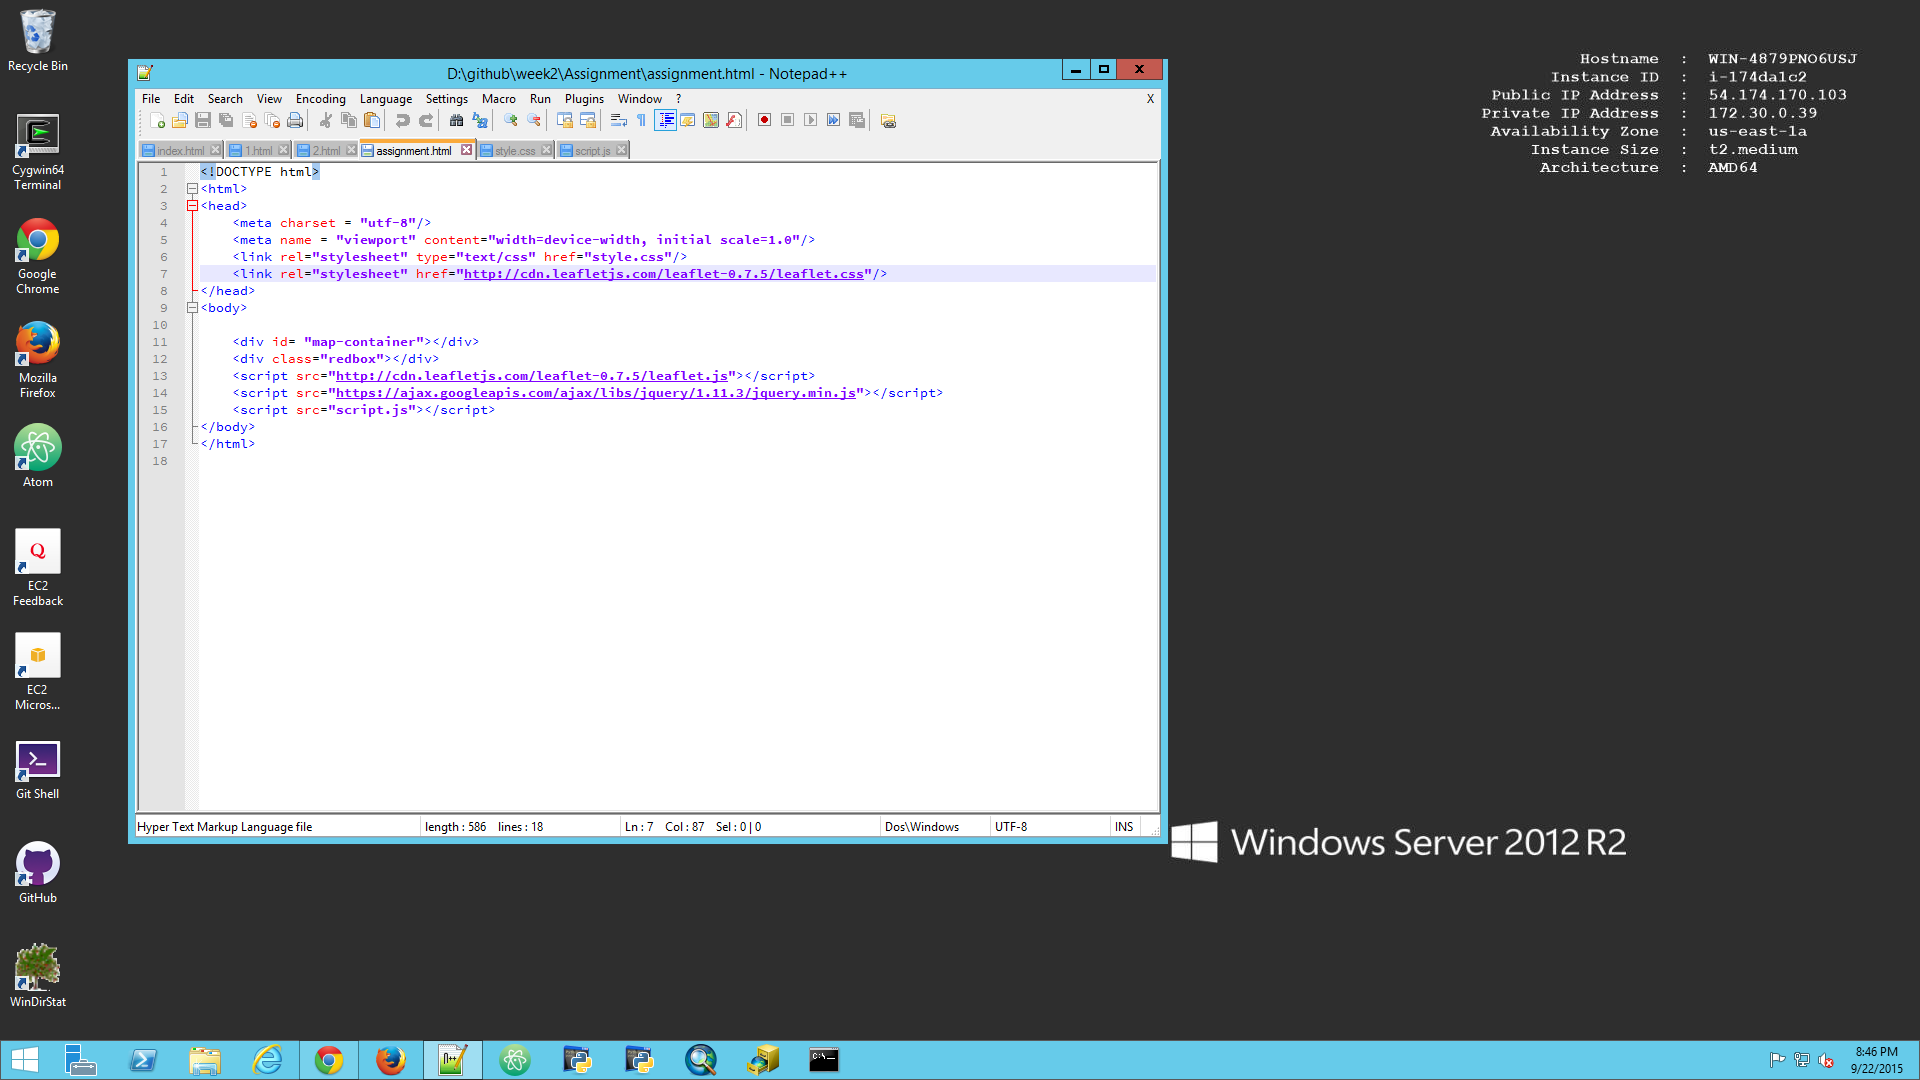 Recycle Bin
Cygwin64
Terminal
Google
Chrome
Mozilla
Firefox
Atom
EC2
Feedback
EC2
Micros...
Git Shell
GitHub
WinDirStat
D:\github\week2\Assignment\assignment.html - Notepad++
File Edit Search View Encoding Language Settings Macro Run Plugins Window ? X
index.html 1.html 2.html assignment.html style.css script.js
1 <!DOCTYPE html>
2 <html>
3 <head>
4 <meta charset = "utf-8"/>
5 <meta name = "viewport" content="width=device-width, initial scale=1.0"/>
6 <link rel="stylesheet" type="text/css" href="style.css"/>
7 <link rel="stylesheet" href="http://cdn.leafletjs.com/leaflet-0.7.5/leaflet.css"/>
8 </head>
9 <body>
10
11 <div id= "map-container"></div>
12 <div class="redbox"></div>
13 <script src="http://cdn.leafletjs.com/leaflet-0.7.5/leaflet.js"></script>
14 <script src="https://ajax.googleapis.com/ajax/libs/jquery/1.11.3/jquery.min.js"></script>
15 <script src="script.js"></script>
16 </body>
17 </html>
18
Hyper Text Markup Language file length : 586 lines : 18 Ln : 7 Col : 87 Sel : 0 | 0 Dos\Windows UTF-8 INS
Hostname : WIN-4879PNO6USJ
Instance ID : i-174da1c2
Public IP Address : 54.174.170.103
Private IP Address : 172.30.0.39
Availability Zone : us-east-1a
Instance Size : t2.medium
Architecture : AMD64
Windows Server 2012 R2
8:46 PM
9/22/2015